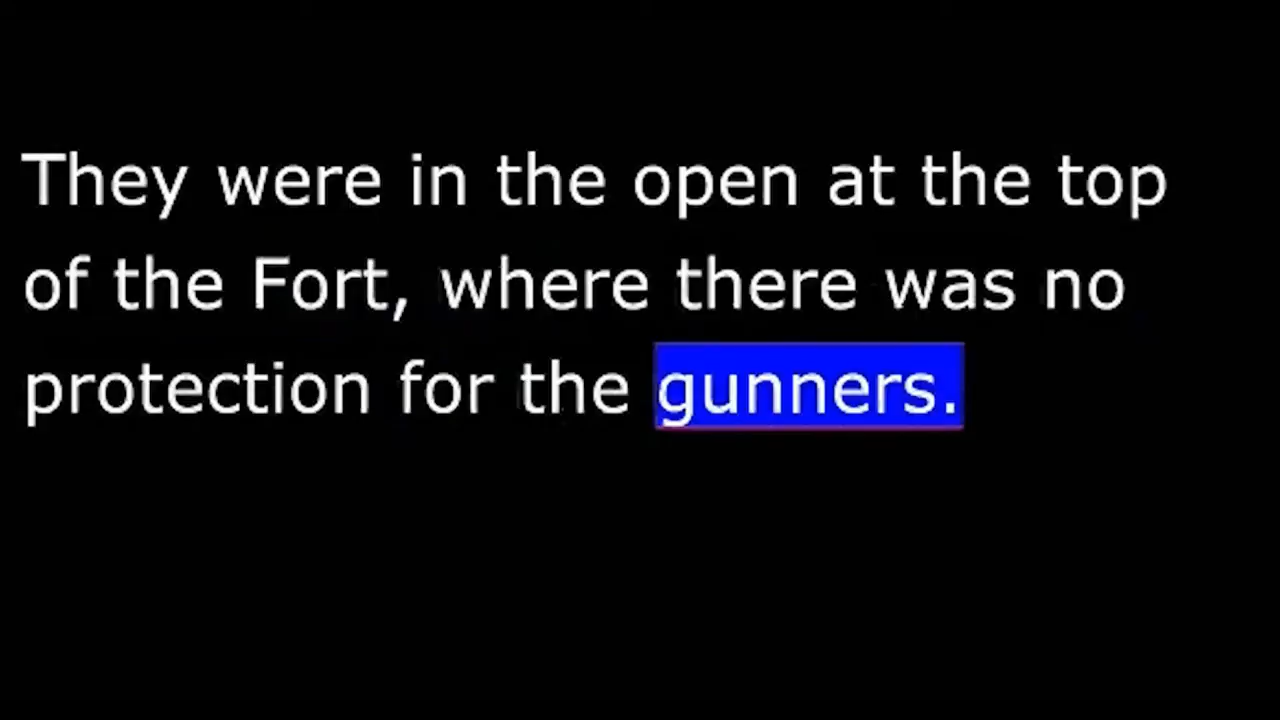 They were in the open at the top
of the Fort, where there was no
protection for the gunners.